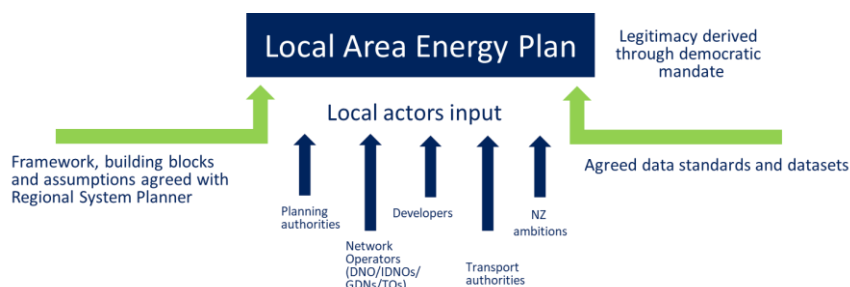 Local Area Energy Plan
Legitimacy derived
through democratic
mandate
Local actors input
Framework, building blocks
and assumptions agreed with
Regional System Planner
Agreed data standards and datasets
Planning
authorities
Network
Operators
(DNO/IDNOs/
GDNs/TOs)
Developers
Transport
authorities
NZ
ambitions